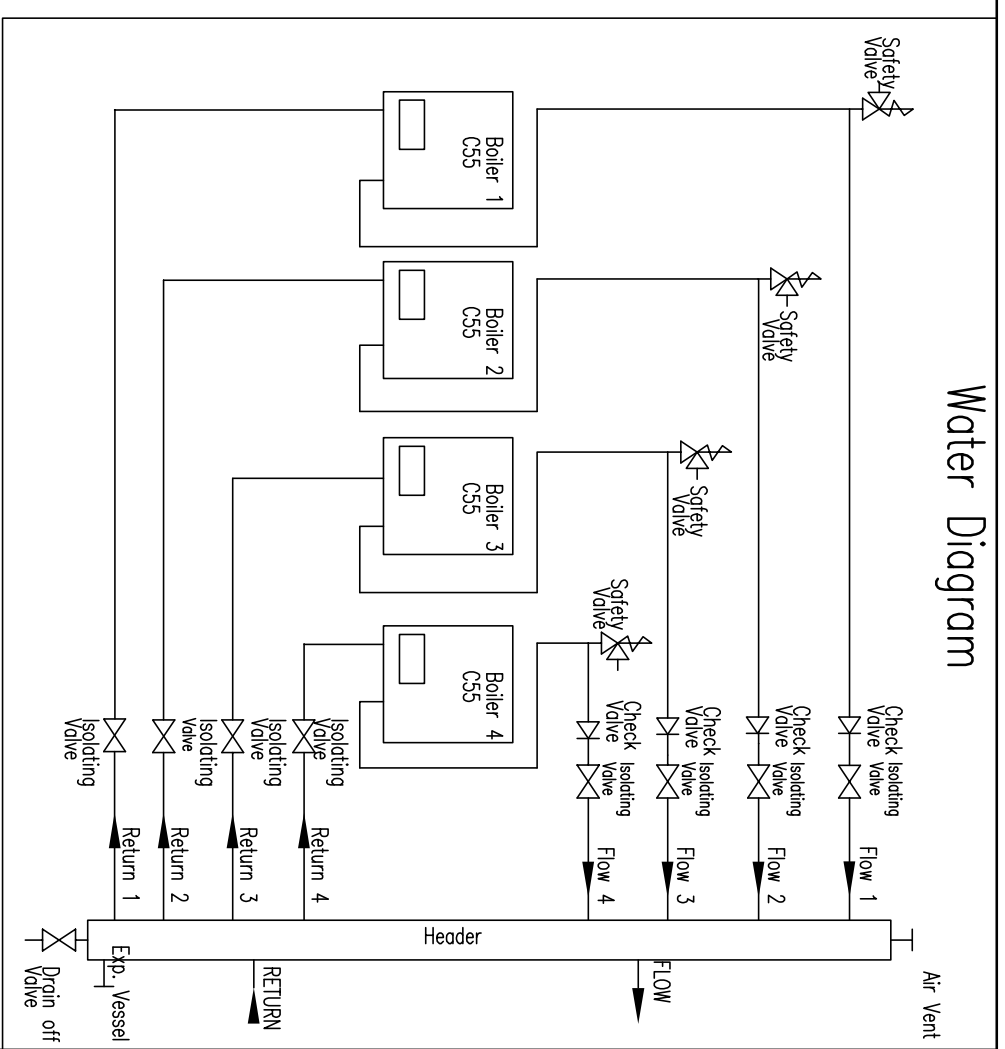 Water Diagram
Safety
Valve
Safety
Valve
Safety
Valve
Safety
Valve
Boiler 1
C55
Boiler 2
C55
Boiler 3
C55
Boiler 4
C55
Check
Valve
Isolating
Valve
Flow 1
Check
Valve
Isolating
Valve
Flow 2
Check
Valve
Isolating
Valve
Flow 3
Check
Valve
Isolating
Valve
Flow 4
Isolating
Valve
Return 4
Isolating
Valve
Return 3
Isolating
Valve
Return 2
Isolating
Valve
Return 1
Header
Air Vent
FLOW
RETURN
Exp. Vessel
Drain off
Valve